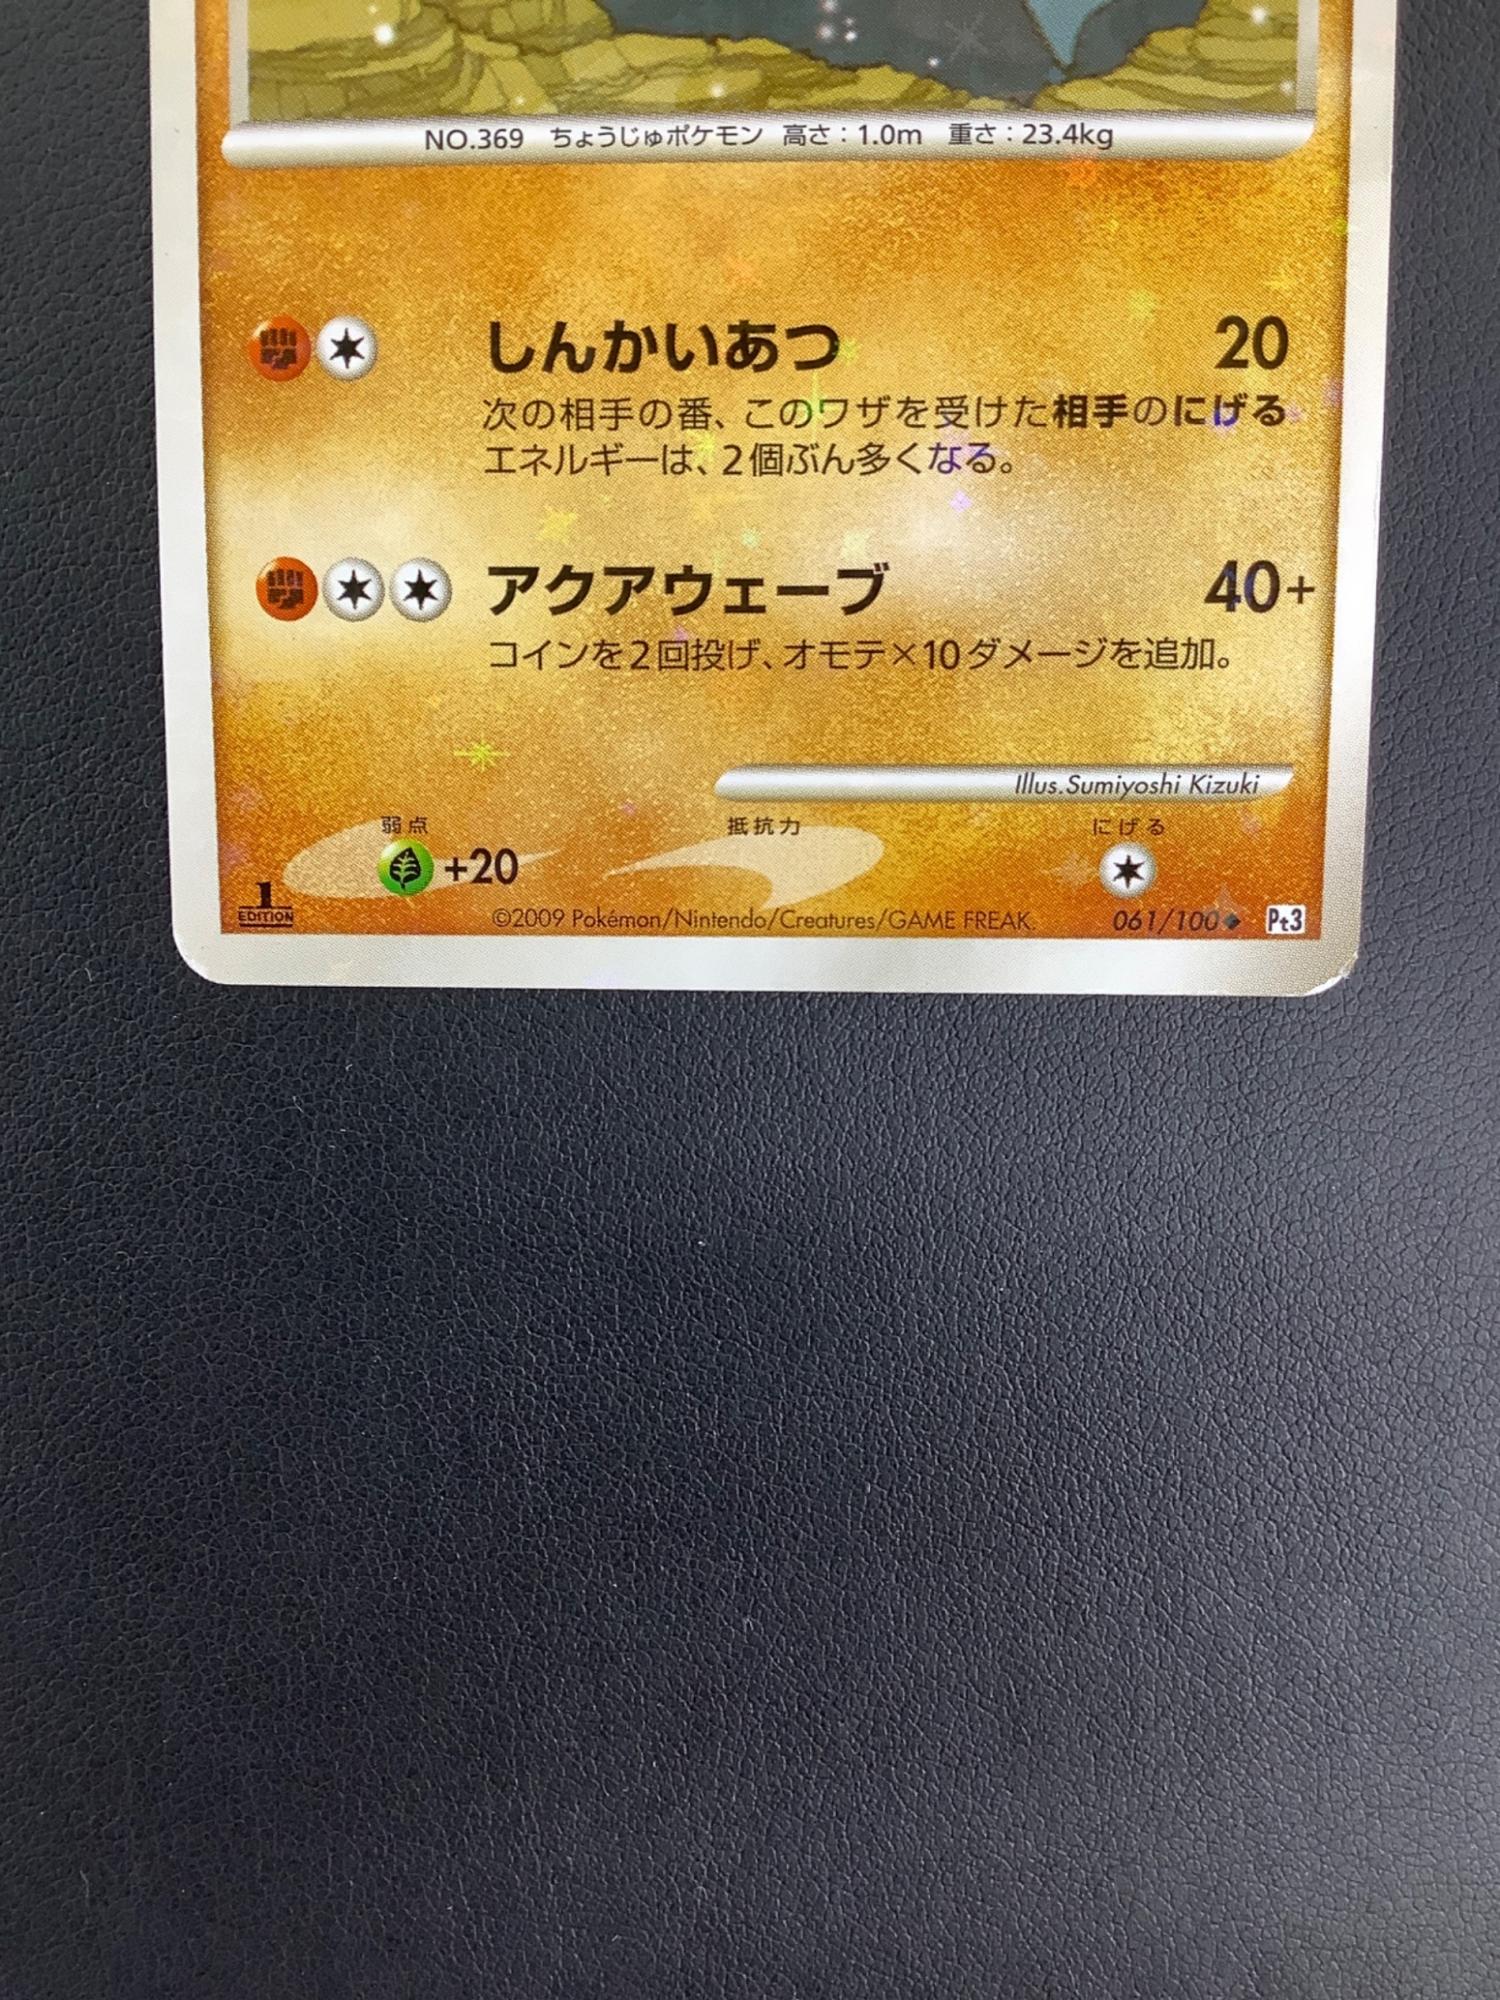 NO.369 ちょうじゅポケモン 高さ：1.0m 重さ：23.4kg
しんかいあつ 20
次の相手の番、このワザを受けた相手のにげる
エネルギーは、2個ぶん多くなる。
アクアウェーブ 40+
コインを2回投げ、オモテ×10ダメージを追加。
Illus.Sumiyoshi Kizuki
弱点 抵抗力 にげる
+20
1 EDITION
©2009 Pokémon/Nintendo/Creatures/GAME FREAK. 061/100◆ Pt3